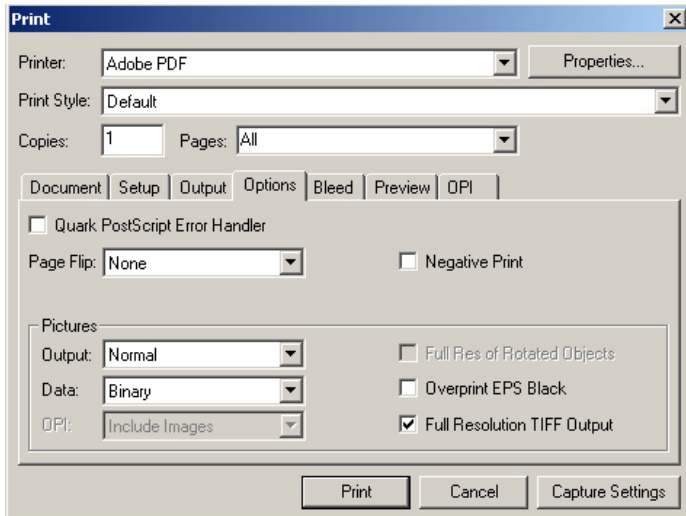 Print
Printer: Adobe PDF Properties...
Print Style: Default
Copies: 1 Pages: All
Document Setup Output Options Bleed Preview OPI
Quark PostScript Error Handler
Page Flip: None Negative Print
Pictures
Output: Normal Full Res of Rotated Objects
Data: Binary Overprint EPS Black
OPI: Include Images Full Resolution TIFF Output
Print Cancel Capture Settings